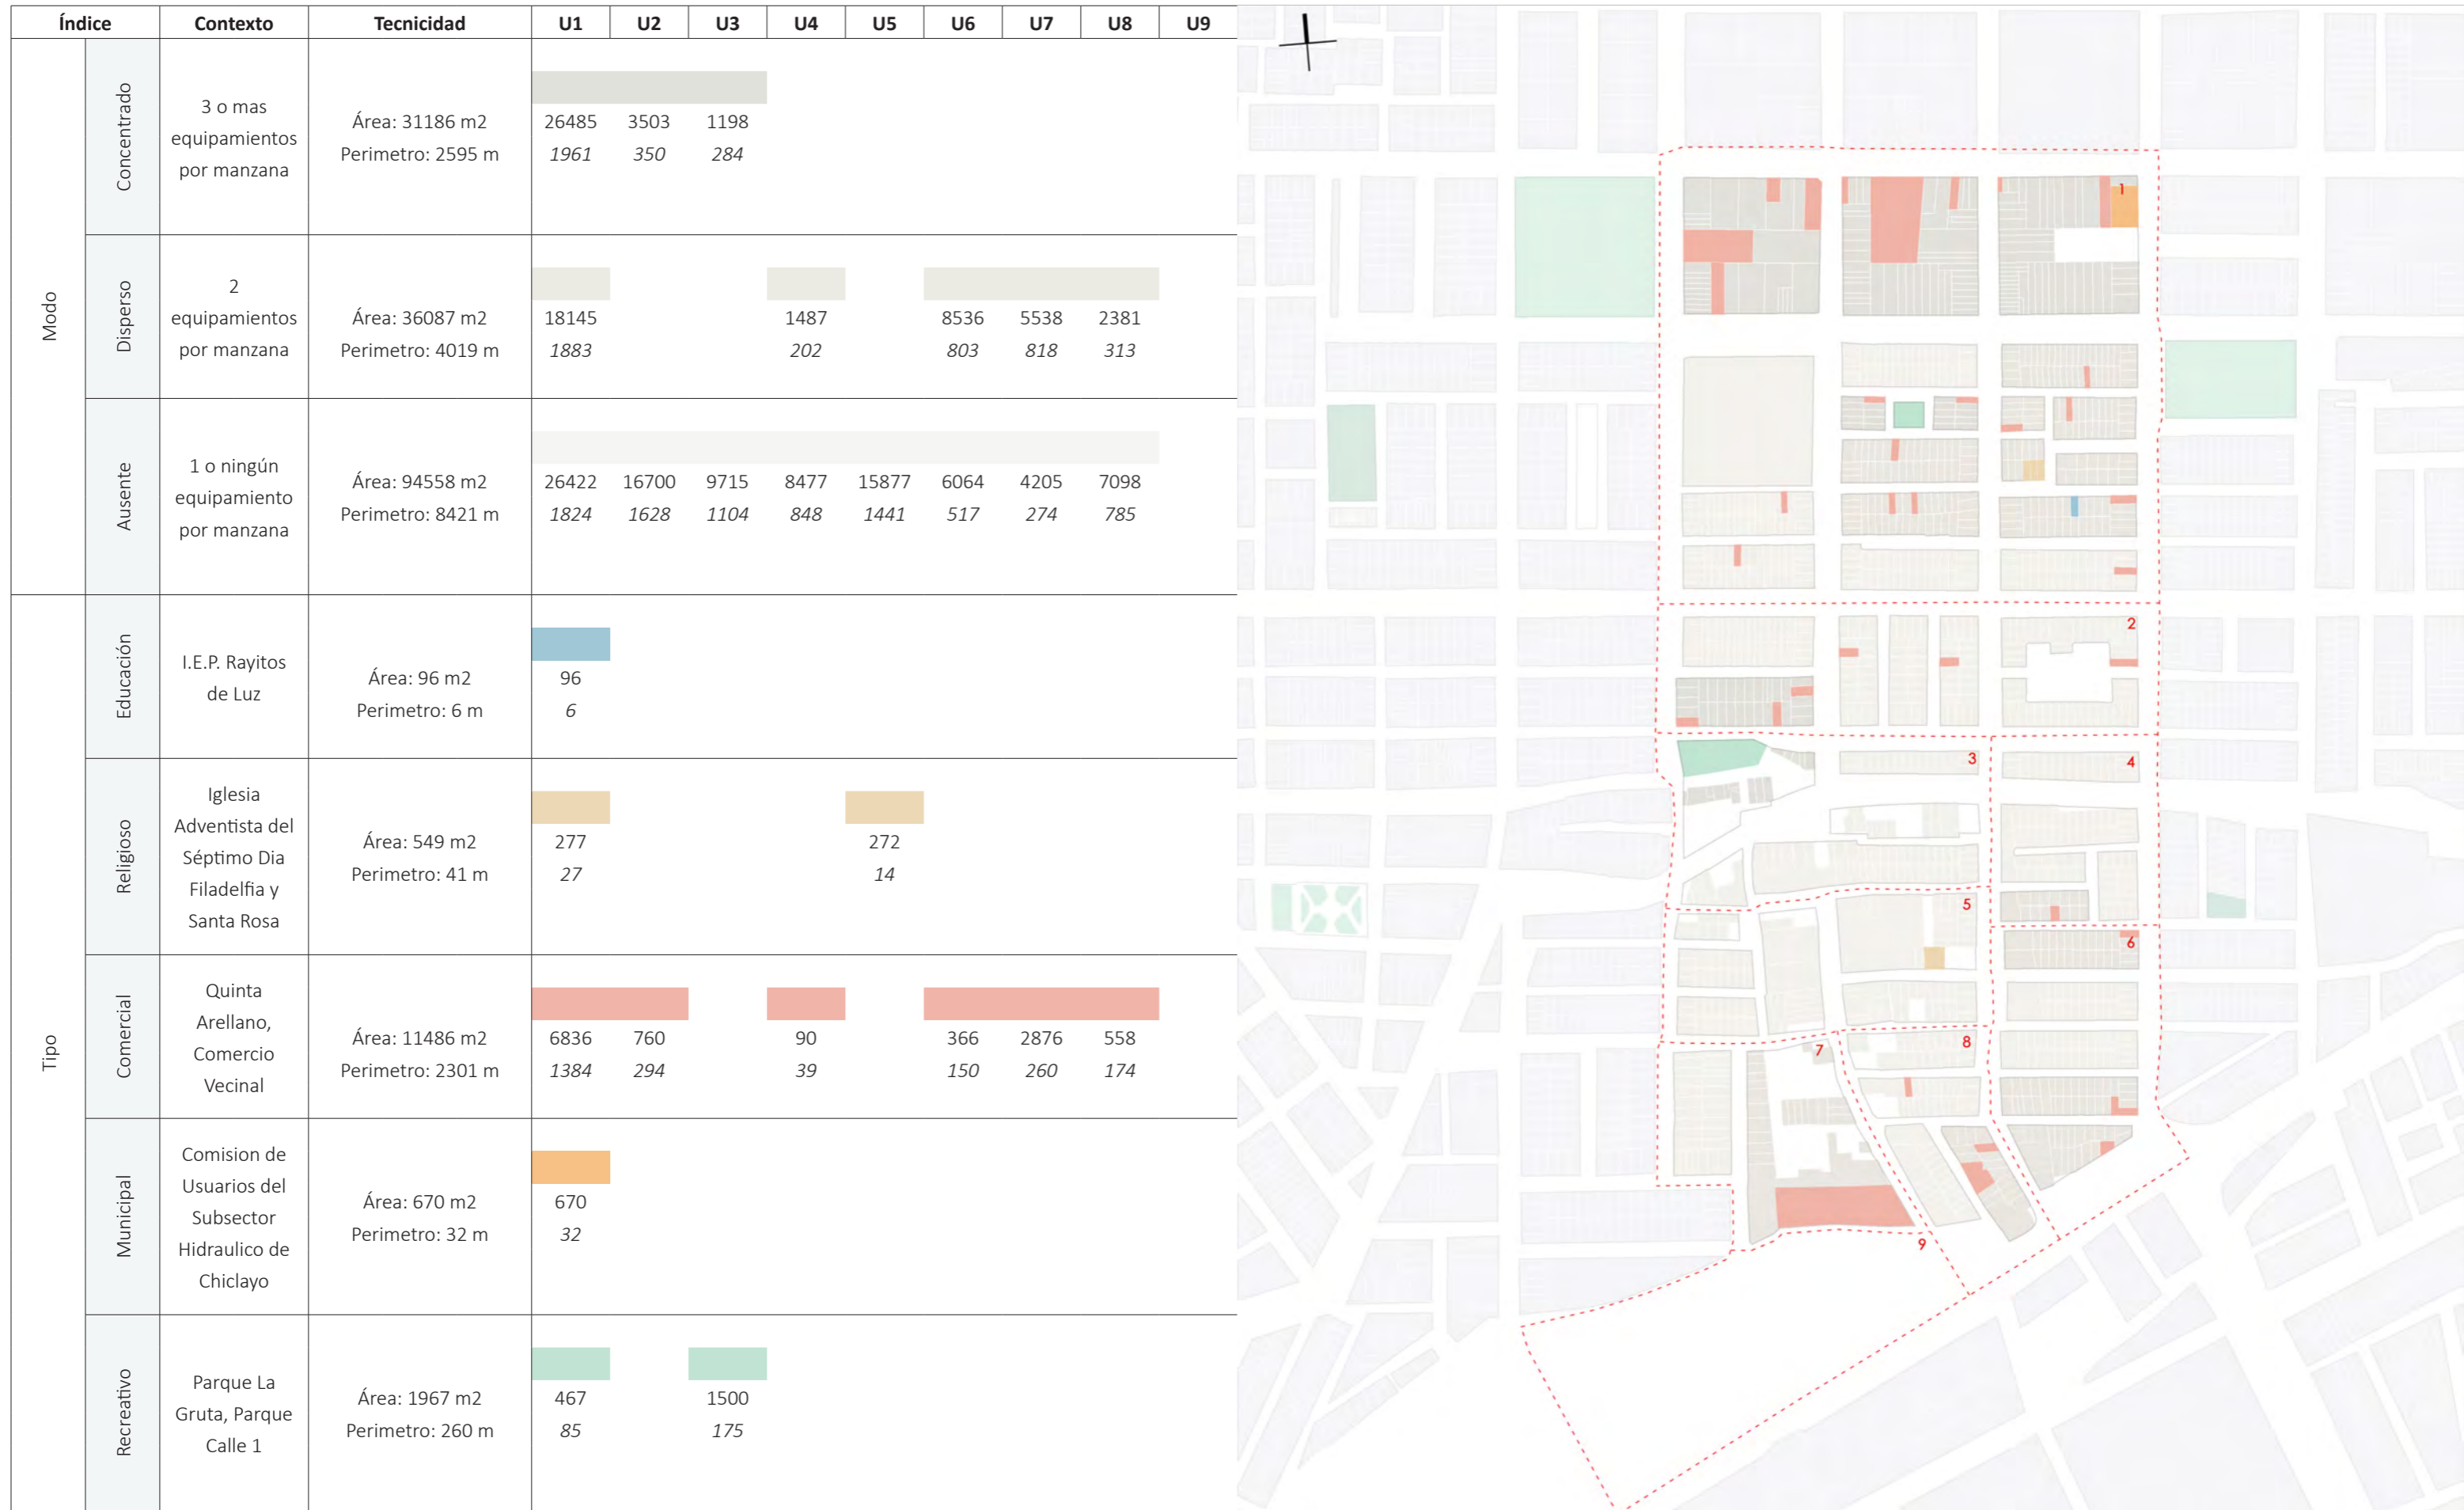 Índice Contexto Tecnicidad U1 U2 U3 U4 U5 U6 U7 U8 U9
Modo
Concentrado
3 o mas
equipamientos
por manzana
Área: 31186 m2
Perimetro: 2595 m
26485 3503 1198
1961 350 284
Disperso
2
equipamientos
por manzana
Área: 36087 m2
Perimetro: 4019 m
18145 1487 8536 5538 2381
1883 202 803 818 313
Ausente
1 o ningún
equipamiento
por manzana
Área: 94558 m2
Perimetro: 8421 m
26422 16700 9715 8477 15877 6064 4205 7098
1824 1628 1104 848 1441 517 274 785
Tipo
Educación
I.E.P. Rayitos
de Luz
Área: 96 m2
Perimetro: 6 m
96
6
Religioso
Iglesia
Adventista del
Séptimo Dia
Filadelfia y
Santa Rosa
Área: 549 m2
Perimetro: 41 m
277 272
27 14
Comercial
Quinta
Arellano,
Comercio
Vecinal
Área: 11486 m2
Perimetro: 2301 m
6836 760 90 366 2876 558
1384 294 39 150 260 174
Municipal
Comision de
Usuarios del
Subsector
Hidraulico de
Chiclayo
Área: 670 m2
Perimetro: 32 m
670
32
Recreativo
Parque La
Gruta, Parque
Calle 1
Área: 1967 m2
Perimetro: 260 m
467 1500
85 175
1
2
3
4
5
6
7
8
9